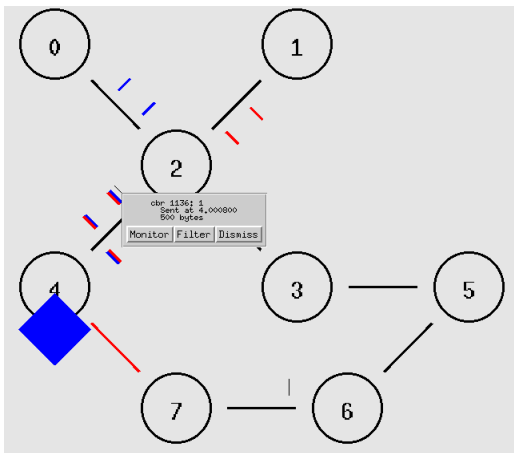 0
1
2
cbr 1136: 1
Sent at 4.000800
500 bytes
Monitor Filter Dismiss
4
3
5
7
6